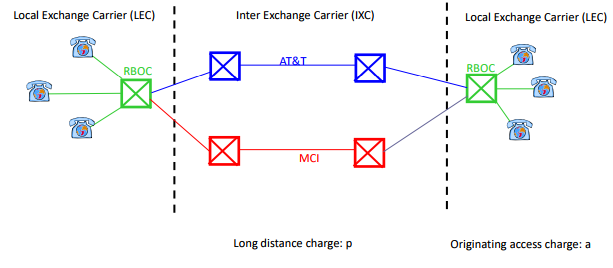 Local Exchange Carrier (LEC)
Inter Exchange Carrier (IXC)
Local Exchange Carrier (LEC)
RBOC
AT&T
RBOC
MCI
Long distance charge: p
Originating access charge: a